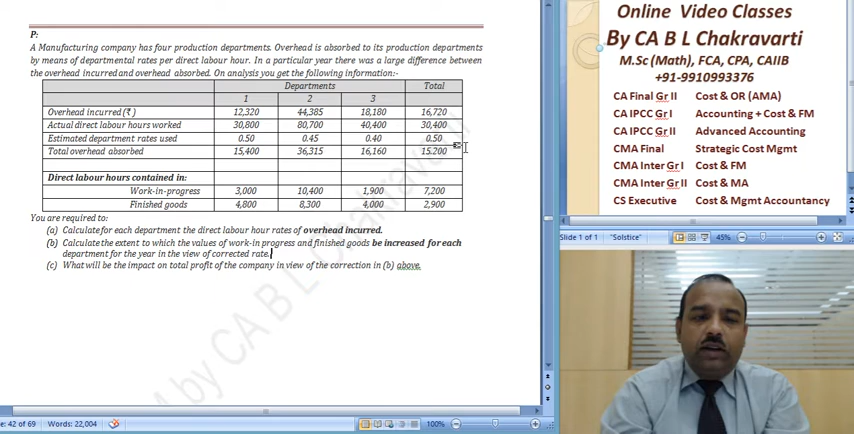 P:
A Manufacturing company has four production departments. Overhead is absorbed to its production departments
by means of departmental rates per direct labour hour. In a particular year there was a large difference between
the overhead incurred and overhead absorbed. On analysis you get the following information:-
Departments Total
1 2 3
Overhead incurred (₹ ) 12,320 44,385 18,180 16,720
Actual direct labour hours worked 30,800 80,700 40,400 30,400
Estimated department rates used 0.50 0.45 0.40 0.50
Total overhead absorbed 15,400 36,315 16,160 15.200
Direct labour hours contained in:
Work-in-progress 3,000 10,400 1,900 7,200
Finished goods 4,800 8,300 4,000 2,900
You are required to:
(a) Calculate for each department the direct labour hour rates of overhead incurred.
(b) Calculate the extent to which the values of work-in-progress and finished goods be increased for each
department for the year in the view of corrected rate.
(c) What will be the impact on total profit of the company in view of the correction in (b) above.
by CA B L Chakravarti
e: 42 of 69 Words: 22,004 100%
Online Video Classes
By CA B L Chakravarti
M.Sc (Math), FCA, CPA, CAIIB
+91-9910993376
CA Final Gr II Cost & OR (AMA)
CA IPCC Gr I Accounting + Cost & FM
CA IPCC Gr II Advanced Accounting
CMA Final Strategic Cost Mgmt
CMA Inter Gr I Cost & FM
CMA Inter Gr II Cost & MA
CS Executive Cost & Mgmt Accountancy
Slide 1 of 1 "Solstice" 45%